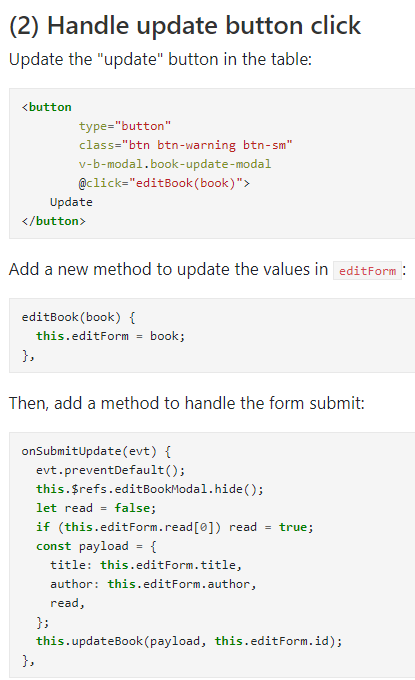 (2) Handle update button click
Update the "update" button in the table:
<button
        type="button"
        class="btn btn-warning btn-sm"
        v-b-modal.book-update-modal
        @click="editBook(book)">
    Update
</button>
Add a new method to update the values in editForm :
editBook(book) {
  this.editForm = book;
},
Then, add a method to handle the form submit:
onSubmitUpdate(evt) {
  evt.preventDefault();
  this.$refs.editBookModal.hide();
  let read = false;
  if (this.editForm.read[0]) read = true;
  const payload = {
    title: this.editForm.title,
    author: this.editForm.author,
    read,
  };
  this.updateBook(payload, this.editForm.id);
},